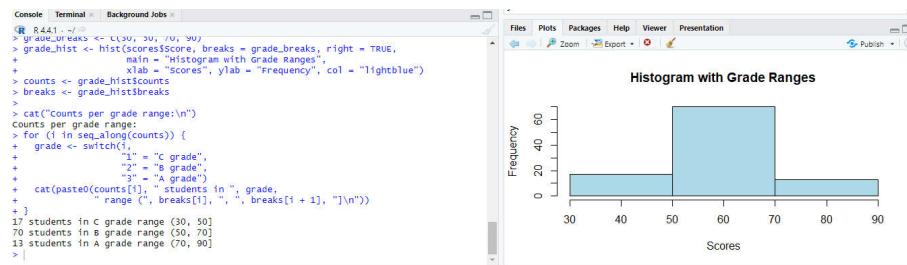 Console Terminal × Background Jobs ×
R 4.4.1 · ~/
> grade_breaks <- c(30, 50, 70, 90)
> grade_hist <- hist(scores$Score, breaks = grade_breaks, right = TRUE,
+ main = "Histogram with Grade Ranges",
+ xlab = "Scores", ylab = "Frequency", col = "lightblue")
> counts <- grade_hist$counts
> breaks <- grade_hist$breaks
>
> cat("Counts per grade range:\n")
Counts per grade range:
> for (i in seq_along(counts)) {
+ grade <- switch(i,
+ "1" = "C grade",
+ "2" = "B grade",
+ "3" = "A grade")
+ cat(paste0(counts[i], " students in ", grade,
+ " range (", breaks[i], ", ", breaks[i + 1], "]\n"))
+ }
17 students in C grade range (30, 50]
70 students in B grade range (50, 70]
13 students in A grade range (70, 90]
>
Files Plots Packages Help Viewer Presentation
Zoom Export Publish
Histogram with Grade Ranges
Frequency
0 20 40 60
30 40 50 60 70 80 90
Scores